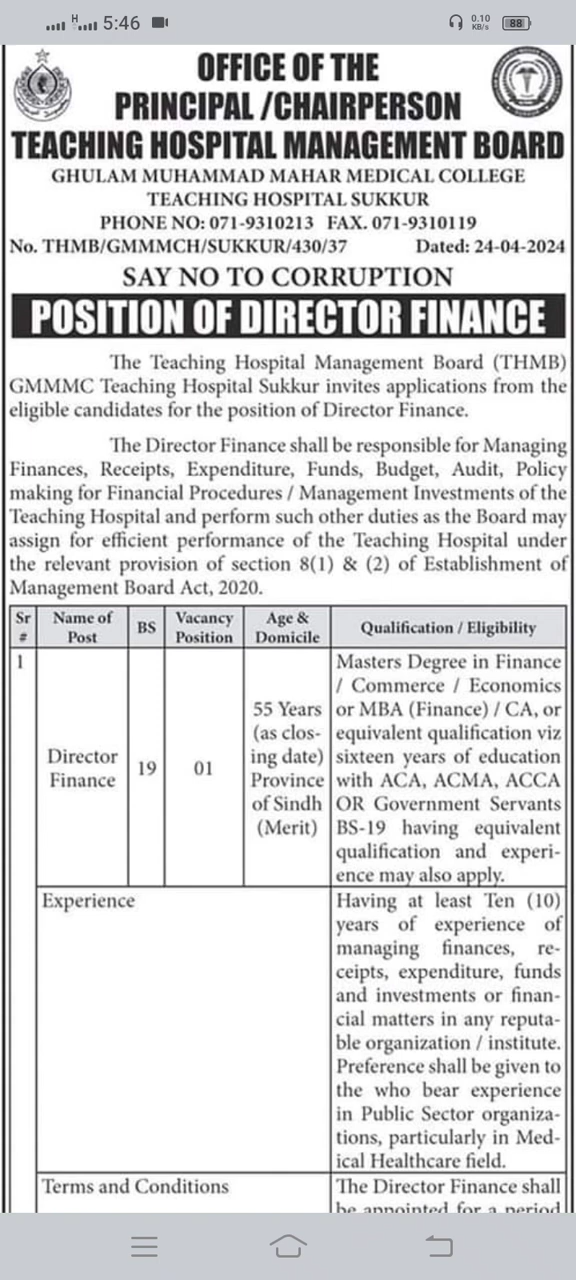 5:46
0.10
KB/s
88
OFFICE OF THE
PRINCIPAL /CHAIRPERSON
TEACHING HOSPITAL MANAGEMENT BOARD
GHULAM MUHAMMAD MAHAR MEDICAL COLLEGE
TEACHING HOSPITAL SUKKUR
PHONE NO: 071-9310213 FAX. 071-9310119
No. THMB/GMMMCH/SUKKUR/430/37 Dated: 24-04-2024
SAY NO TO CORRUPTION
POSITION OF DIRECTOR FINANCE
The Teaching Hospital Management Board (THMB)
GMMMC Teaching Hospital Sukkur invites applications from the
eligible candidates for the position of Director Finance.
The Director Finance shall be responsible for Managing
Finances, Receipts, Expenditure, Funds, Budget, Audit, Policy
making for Financial Procedures / Management Investments of the
Teaching Hospital and perform such other duties as the Board may
assign for efficient performance of the Teaching Hospital under
the relevant provision of section 8(1) & (2) of Establishment of
Management Board Act, 2020.
Sr
#
Name of
Post
BS
Vacancy
Position
Age &
Domicile
Qualification / Eligibility
1
Director
Finance
19
01
55 Years
(as clos-
ing date)
Province
of Sindh
(Merit)
Masters Degree in Finance
/ Commerce / Economics
or MBA (Finance) / CA, or
equivalent qualification viz
sixteen years of education
with ACA, ACMA, ACCA
OR Government Servants
BS-19 having equivalent
qualification and experi-
ence may also apply.
Experience
Having at least Ten (10)
years of experience of
managing finances, re-
ceipts, expenditure, funds
and investments or finan-
cial matters in any reputa-
ble organization / institute.
Preference shall be given to
the who bear experience
in Public Sector organiza-
tions, particularly in Med-
ical Healthcare field.
Terms and Conditions
The Director Finance shall
be appointed for a period